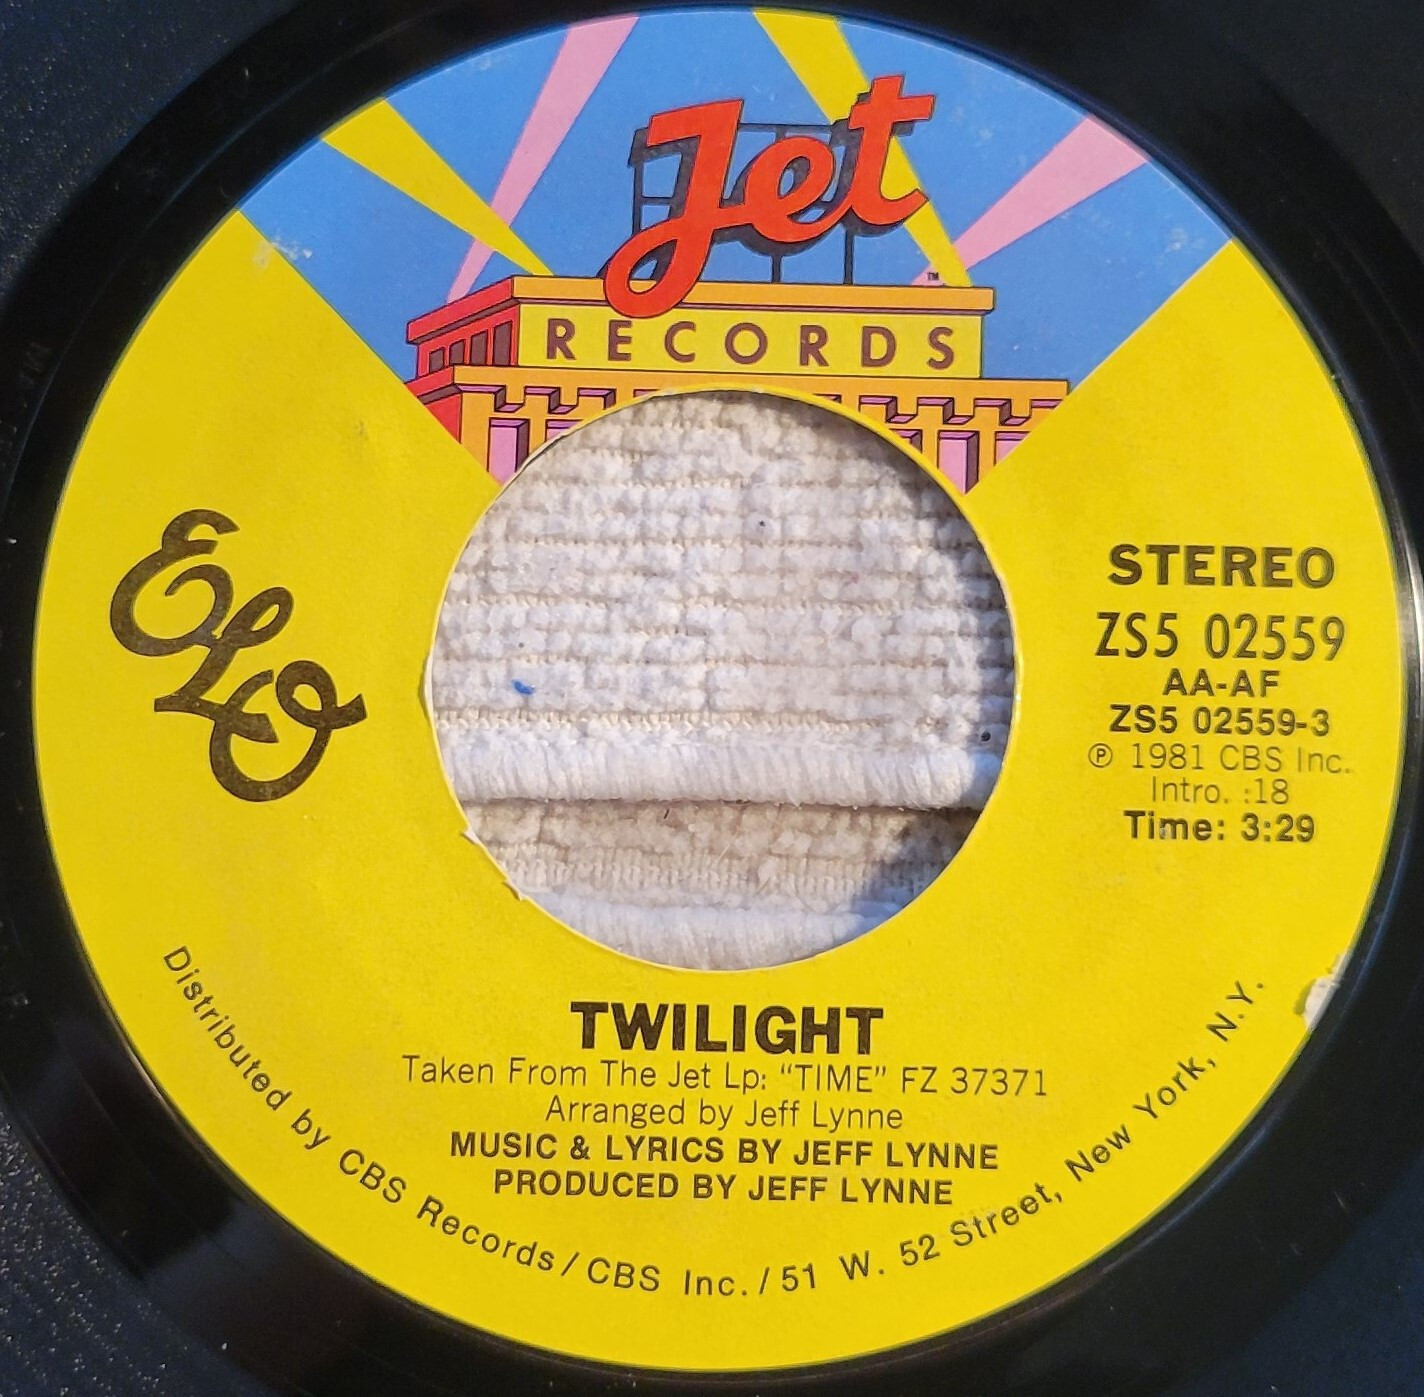 Jet
™
RECORDS
ELO
STEREO
ZS5 02559
AA-AF
ZS5 02559-3
℗ 1981 CBS Inc.
Intro. :18
Time: 3:29
TWILIGHT
Taken From The Jet Lp: “TIME” FZ 37371
Arranged by Jeff Lynne
MUSIC & LYRICS BY JEFF LYNNE
PRODUCED BY JEFF LYNNE
Distributed by CBS Records / CBS Inc. / 51 W. 52 Street, New York, N.Y.